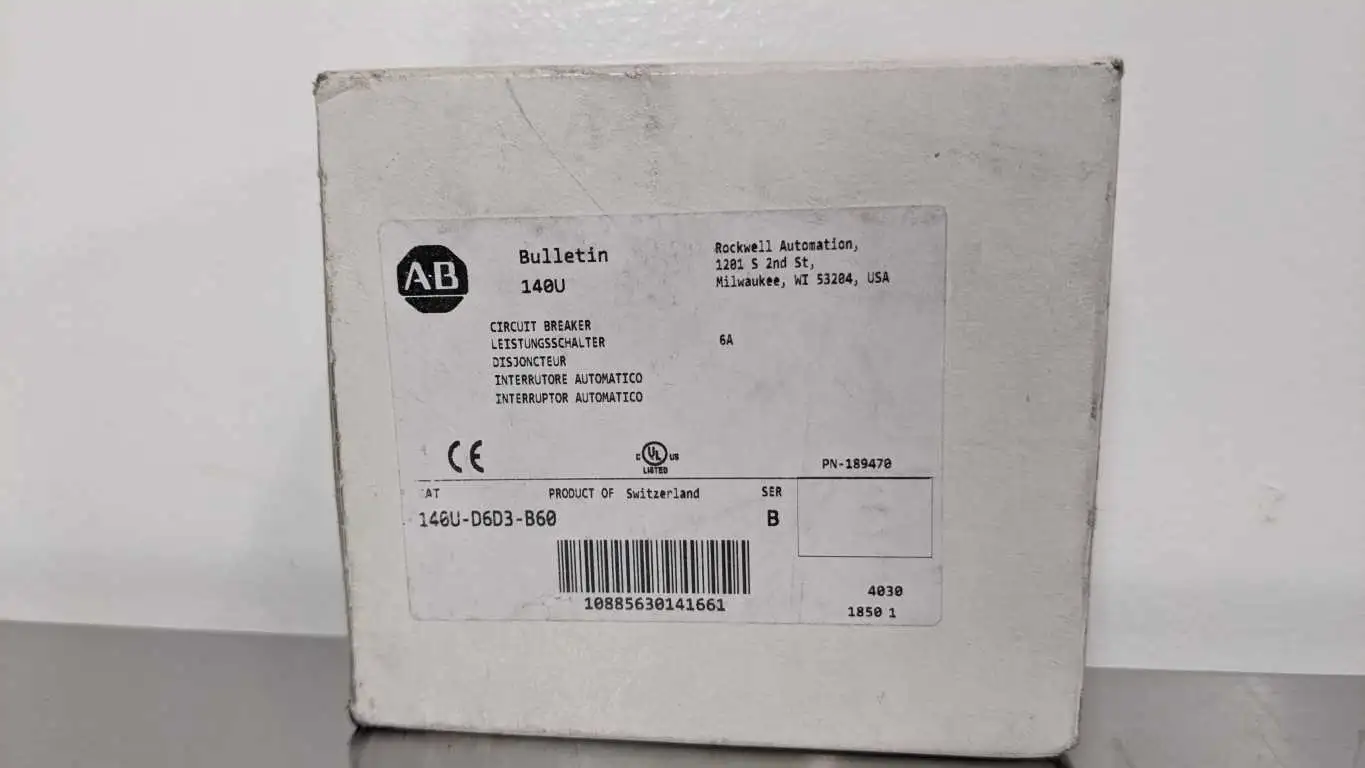 A·B
Bulletin
140U
Rockwell Automation,
1201 S 2nd St,
Milwaukee, WI 53204, USA
CIRCUIT BREAKER
LEISTUNGSSCHALTER
6A
DISJONCTEUR
INTERRUTORE AUTOMATICO
INTERRUPTOR AUTOMATICO
CE
C UL US
LISTED
PN-189470
AT
PRODUCT OF Switzerland
SER
140U-D6D3-B60
B
10885630141661
4030
1850 1